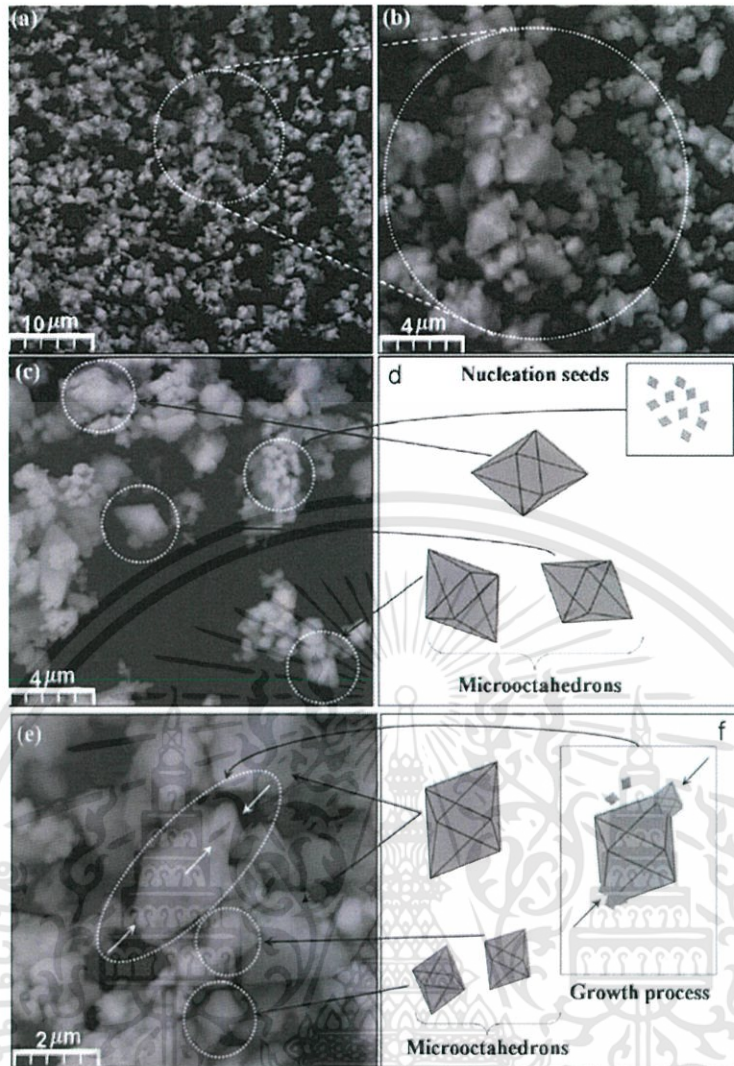 (a)
(b)
10 µm
4 µm
(c)
d
Nucleation seeds
4 µm
Microoctahedrons
(e)
f
2 µm
Growth process
Microoctahedrons